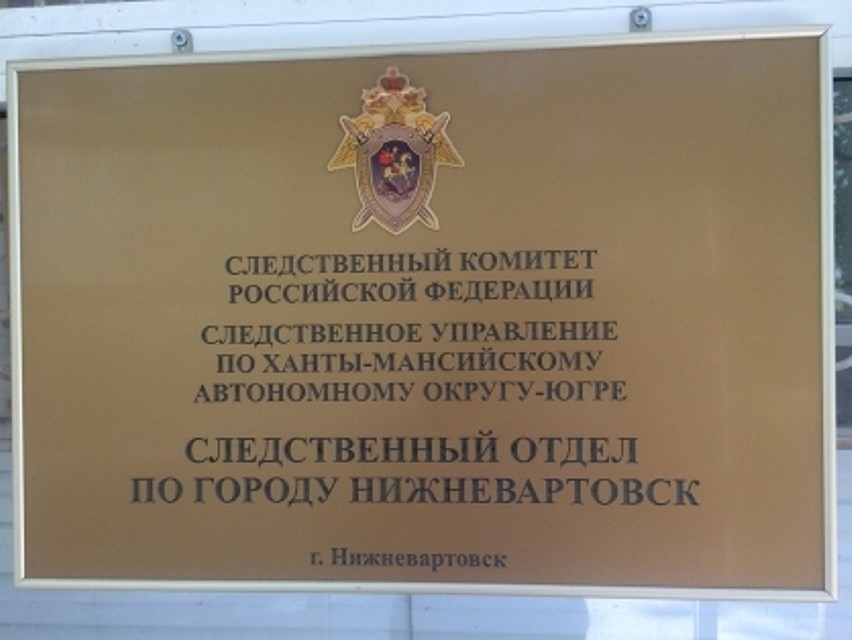 СЛЕДСТВЕННЫЙ КОМИТЕТ
РОССИЙСКОЙ ФЕДЕРАЦИИ
СЛЕДСТВЕННОЕ УПРАВЛЕНИЕ
ПО ХАНТЫ-МАНСИЙСКОМУ
АВТОНОМНОМУ ОКРУГУ-ЮГРЕ
СЛЕДСТВЕННЫЙ ОТДЕЛ
ПО ГОРОДУ НИЖНЕВАРТОВСК
г. Нижневартовск